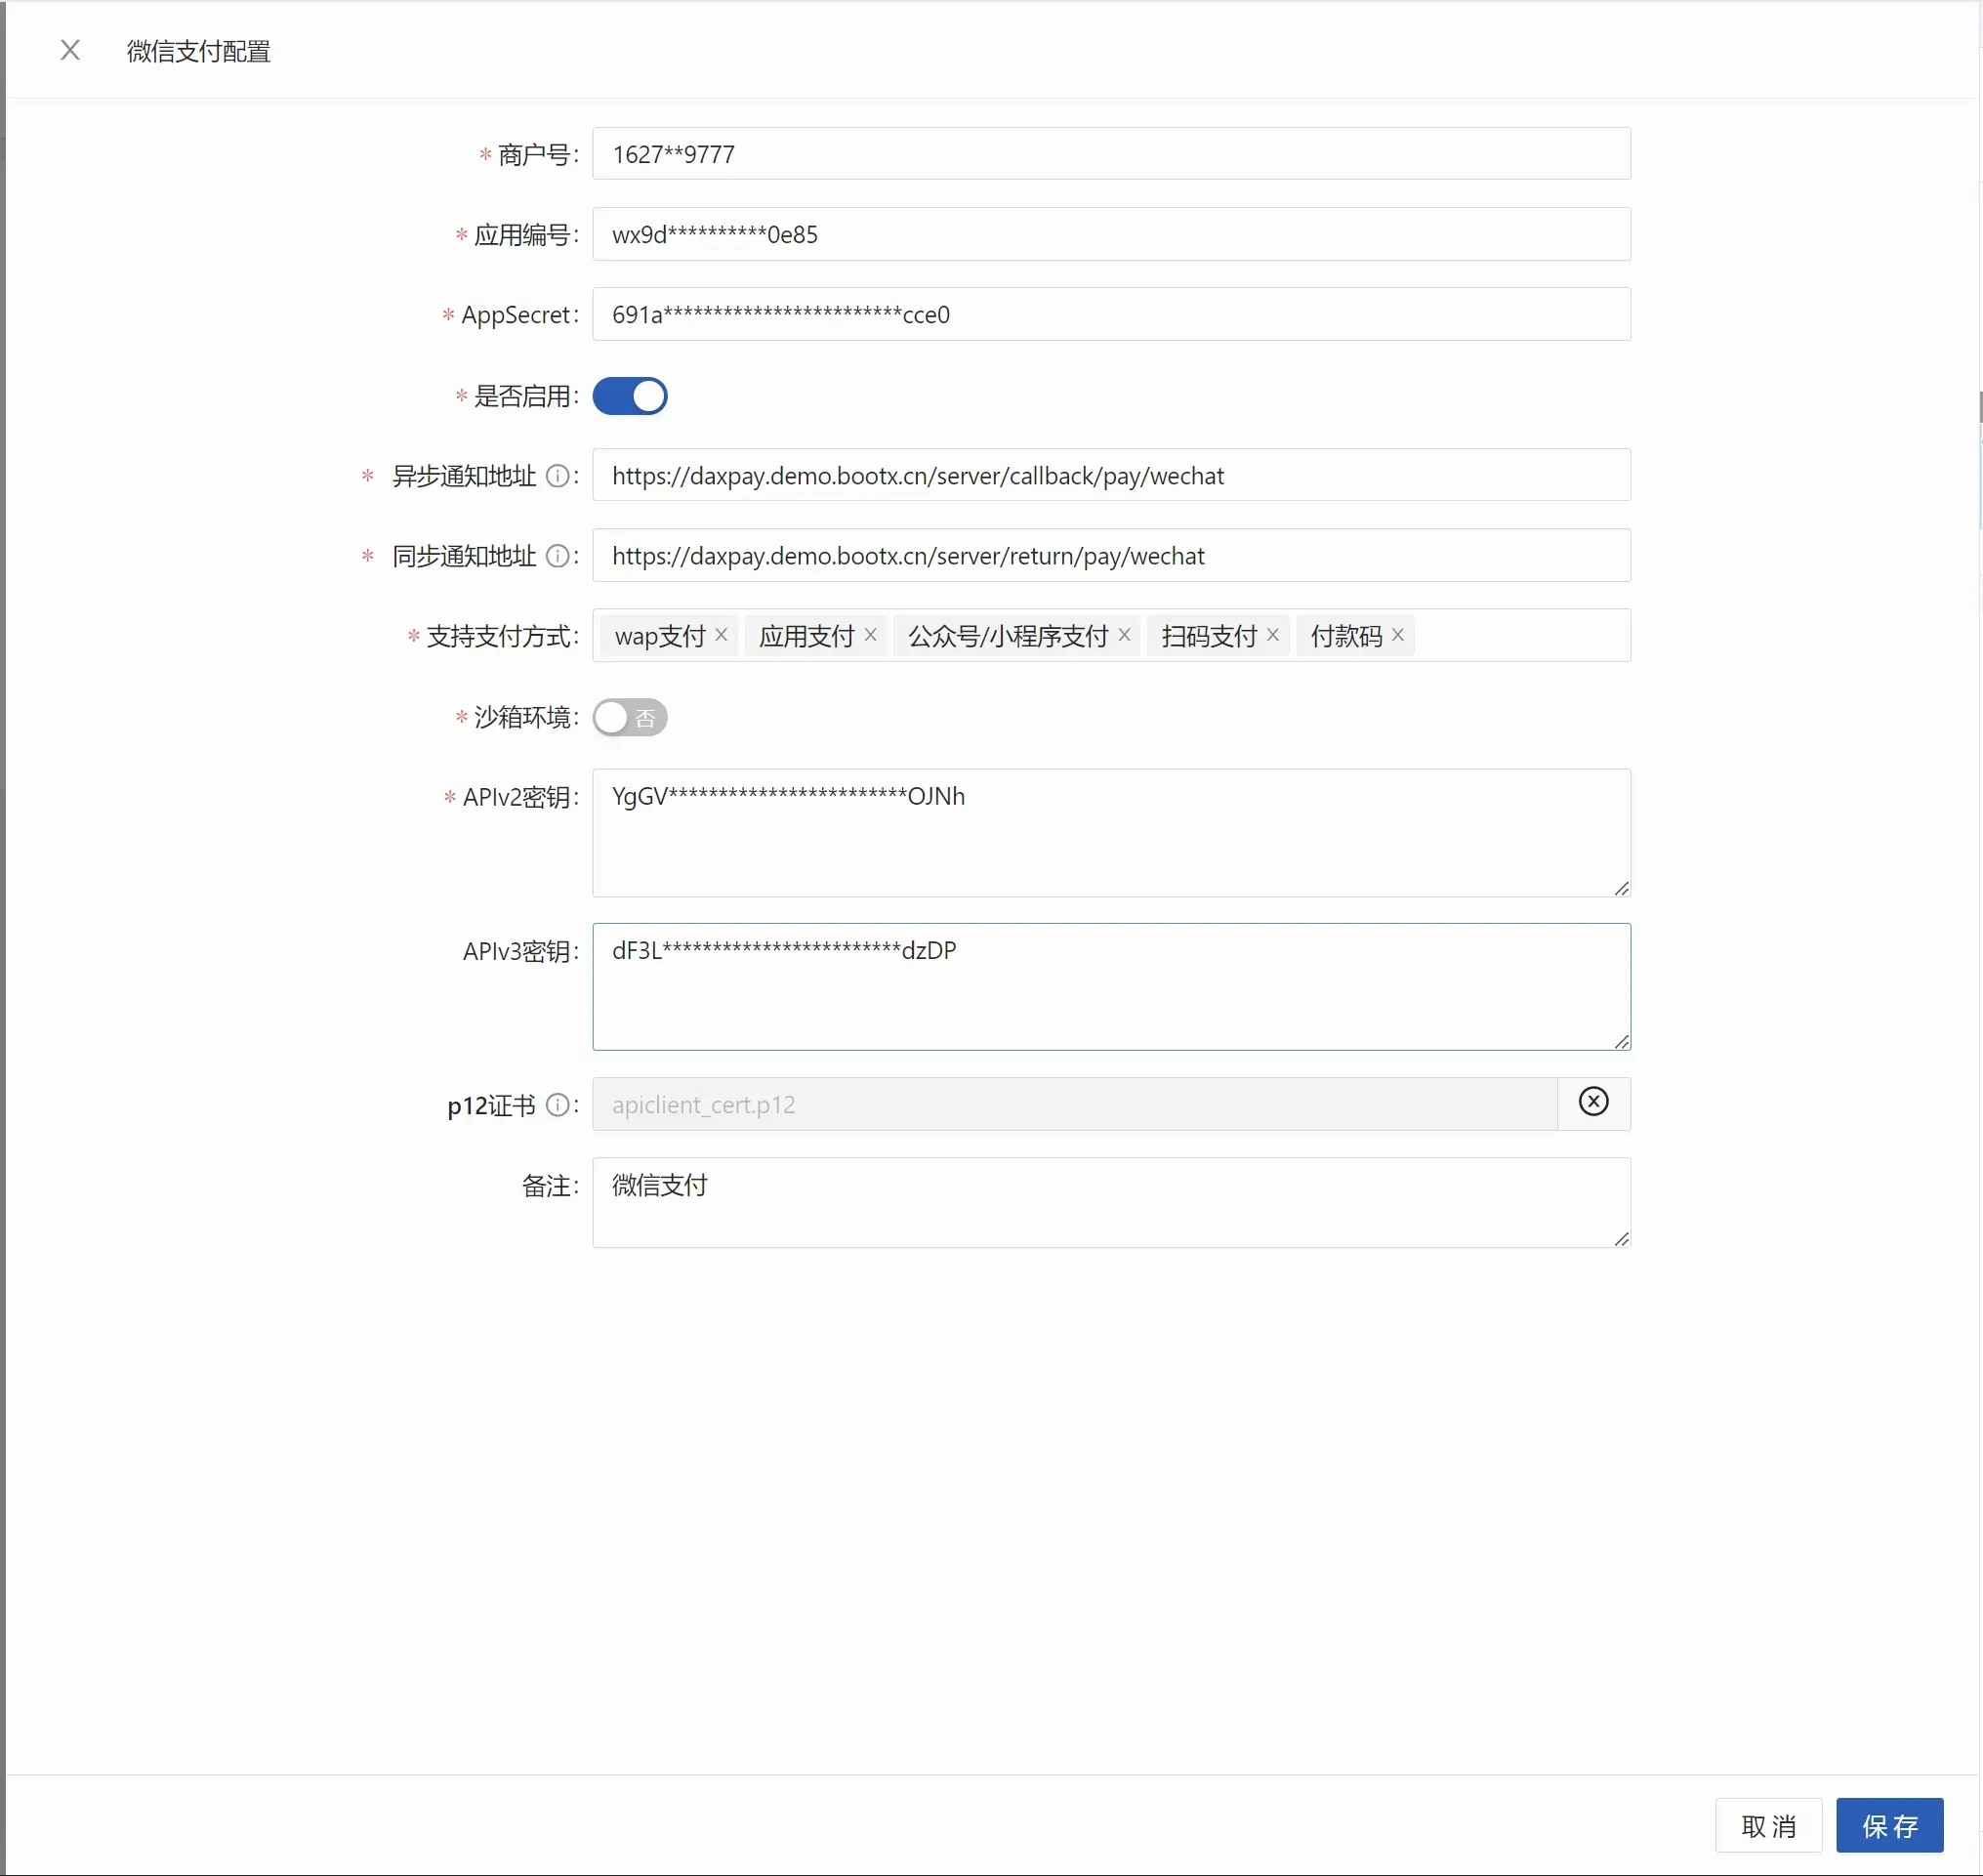 微信支付配置
* 商户号: 1627**9777
* 应用编号: wx9d**********0e85
* AppSecret: 691a************************cce0
* 是否启用:
* 异步通知地址: https://daxpay.demo.bootx.cn/server/callback/pay/wechat
* 同步通知地址: https://daxpay.demo.bootx.cn/server/return/pay/wechat
* 支持支付方式: wap支付 × 应用支付 × 公众号/小程序支付 × 扫码支付 × 付款码 ×
* 沙箱环境: 否
* APIv2密钥: YgGV************************OJNh
APIv3密钥: dF3L************************dzDP
p12证书: apiclient_cert.p12
备注: 微信支付
取消 保存